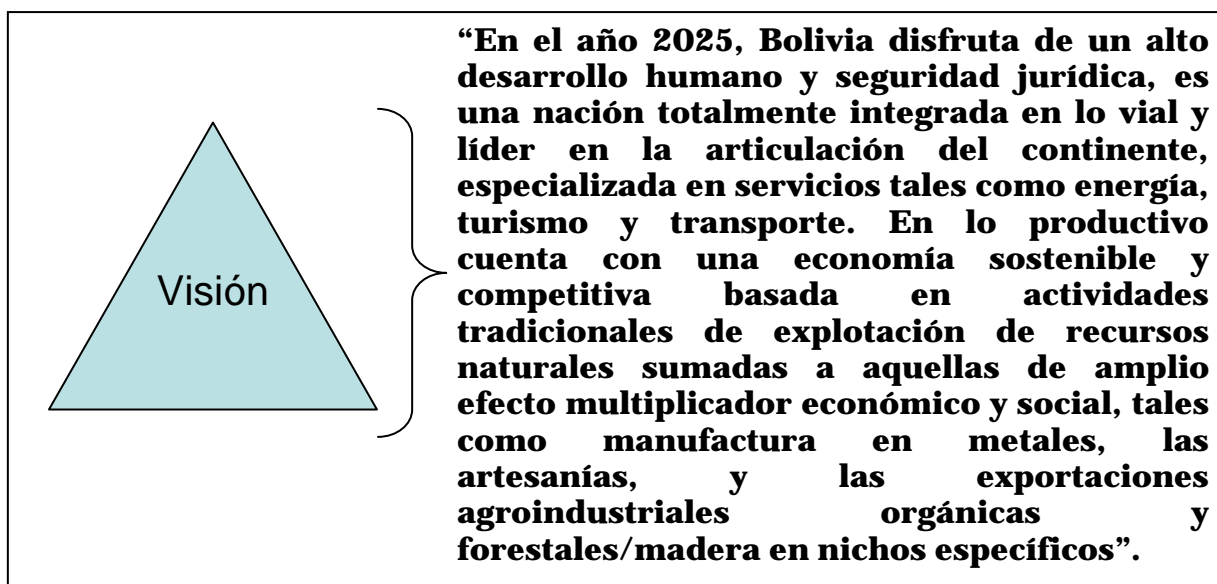 Visión
“En el año 2025, Bolivia disfruta de un alto
desarrollo humano y seguridad jurídica, es
una nación totalmente integrada en lo vial y
líder en la articulación del continente,
especializada en servicios tales como energía,
turismo y transporte. En lo productivo
cuenta con una economía sostenible y
competitiva basada en actividades
tradicionales de explotación de recursos
naturales sumadas a aquellas de amplio
efecto multiplicador económico y social, tales
como manufactura en metales, las
artesanías, y las exportaciones
agroindustriales orgánicas y
forestales/madera en nichos específicos”.